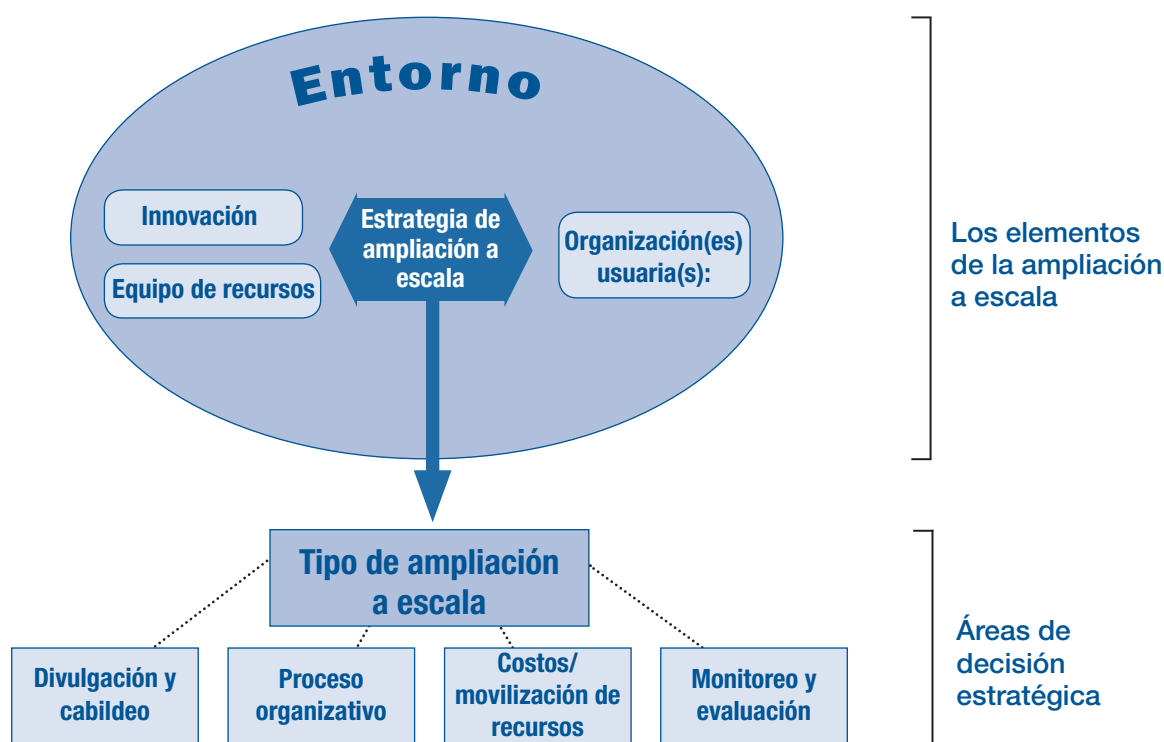 Entorno
Innovación
Equipo de recursos
Estrategia de
ampliación a
escala
Organización(es)
usuaria(s):
Los elementos
de la ampliación
a escala
Tipo de ampliación
a escala
Divulgación y
cabildeo
Proceso
organizativo
Costos/
movilización de
recursos
Monitoreo y
evaluación
Áreas de
decisión
estratégica